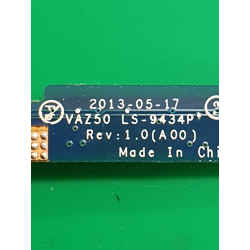 2013-05-17
VAZ50 LS-9434P
Rev:1.0(A00)
Made In Chi